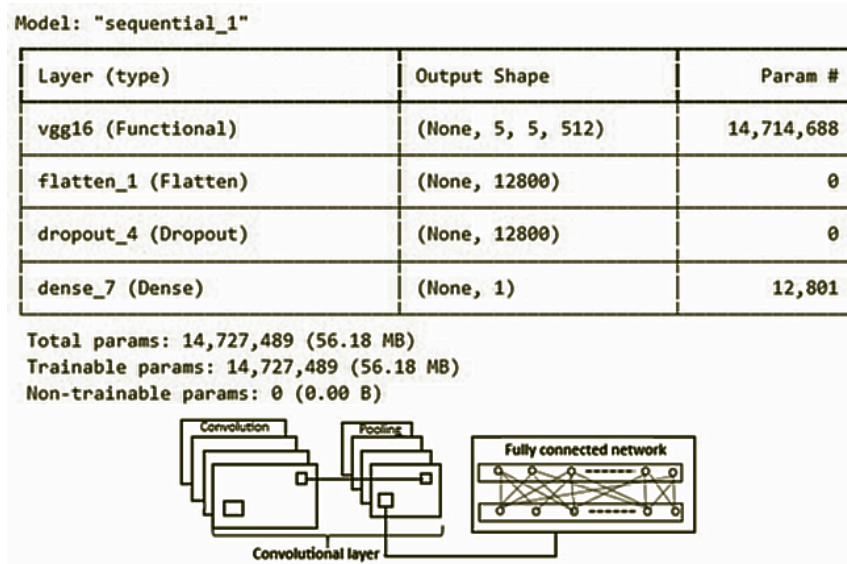 Model: "sequential_1"
Layer (type) Output Shape Param #
vgg16 (Functional) (None, 5, 5, 512) 14,714,688
flatten_1 (Flatten) (None, 12800) 0
dropout_4 (Dropout) (None, 12800) 0
dense_7 (Dense) (None, 1) 12,801
Total params: 14,727,489 (56.18 MB)
Trainable params: 14,727,489 (56.18 MB)
Non-trainable params: 0 (0.00 B)
Convolution Pooling
Fully connected network
Convolutional layer